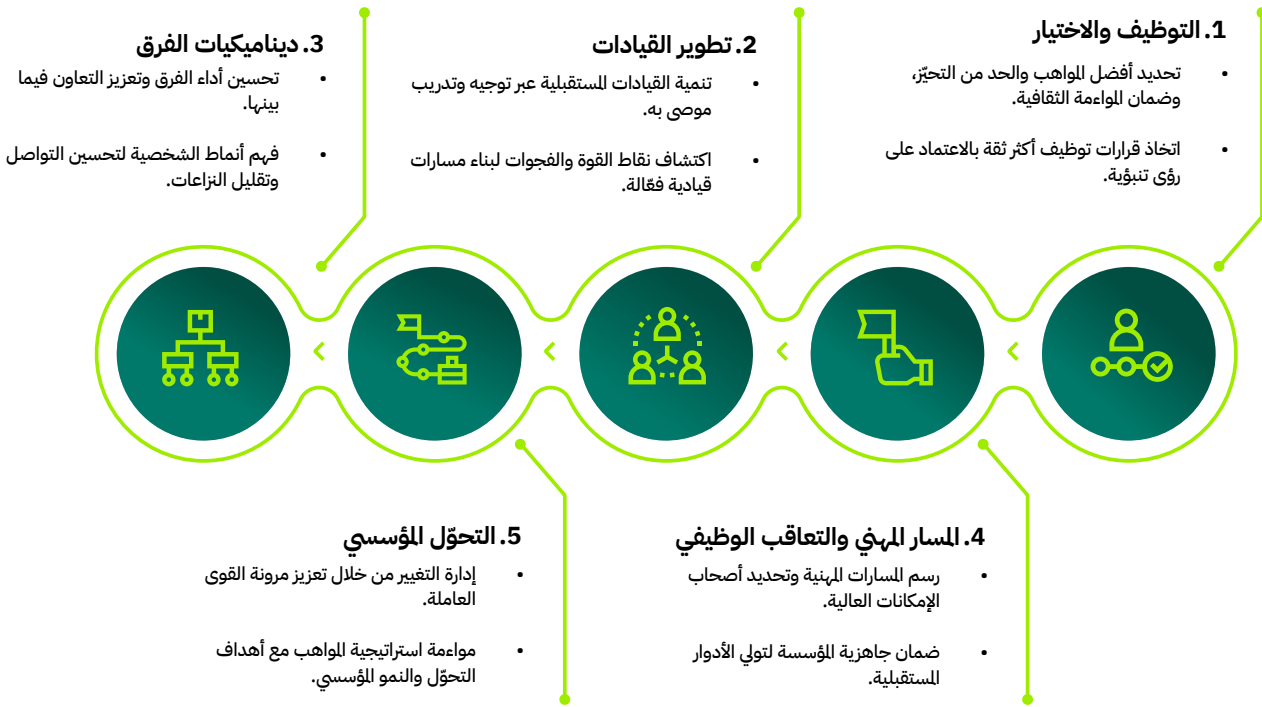 1. التوظيف والاختيار
• تحديد أفضل المواهب والحد من التحيّز،
وضمان المواءمة الثقافية.
• اتخاذ قرارات توظيف أكثر ثقة بالاعتماد على
رؤى تنبؤية.
2. تطوير القيادات
• تنمية القيادات المستقبلية عبر توجيه وتدريب
موصى به.
• اكتشاف نقاط القوة والفجوات لبناء مسارات
قيادية فعّالة.
3. ديناميكيات الفرق
• تحسين أداء الفرق وتعزيز التعاون فيما
بينها.
• فهم أنماط الشخصية لتحسين التواصل
وتقليل النزاعات.
4. المسار المهني والتعاقب الوظيفي
• رسم المسارات المهنية وتحديد أصحاب
الإمكانات العالية.
• ضمان جاهزية المؤسسة لتولي الأدوار
المستقبلية.
5. التحوّل المؤسسي
• إدارة التغيير من خلال تعزيز مرونة القوى
العاملة.
• مواءمة استراتيجية المواهب مع أهداف
التحوّل والنمو المؤسسي.